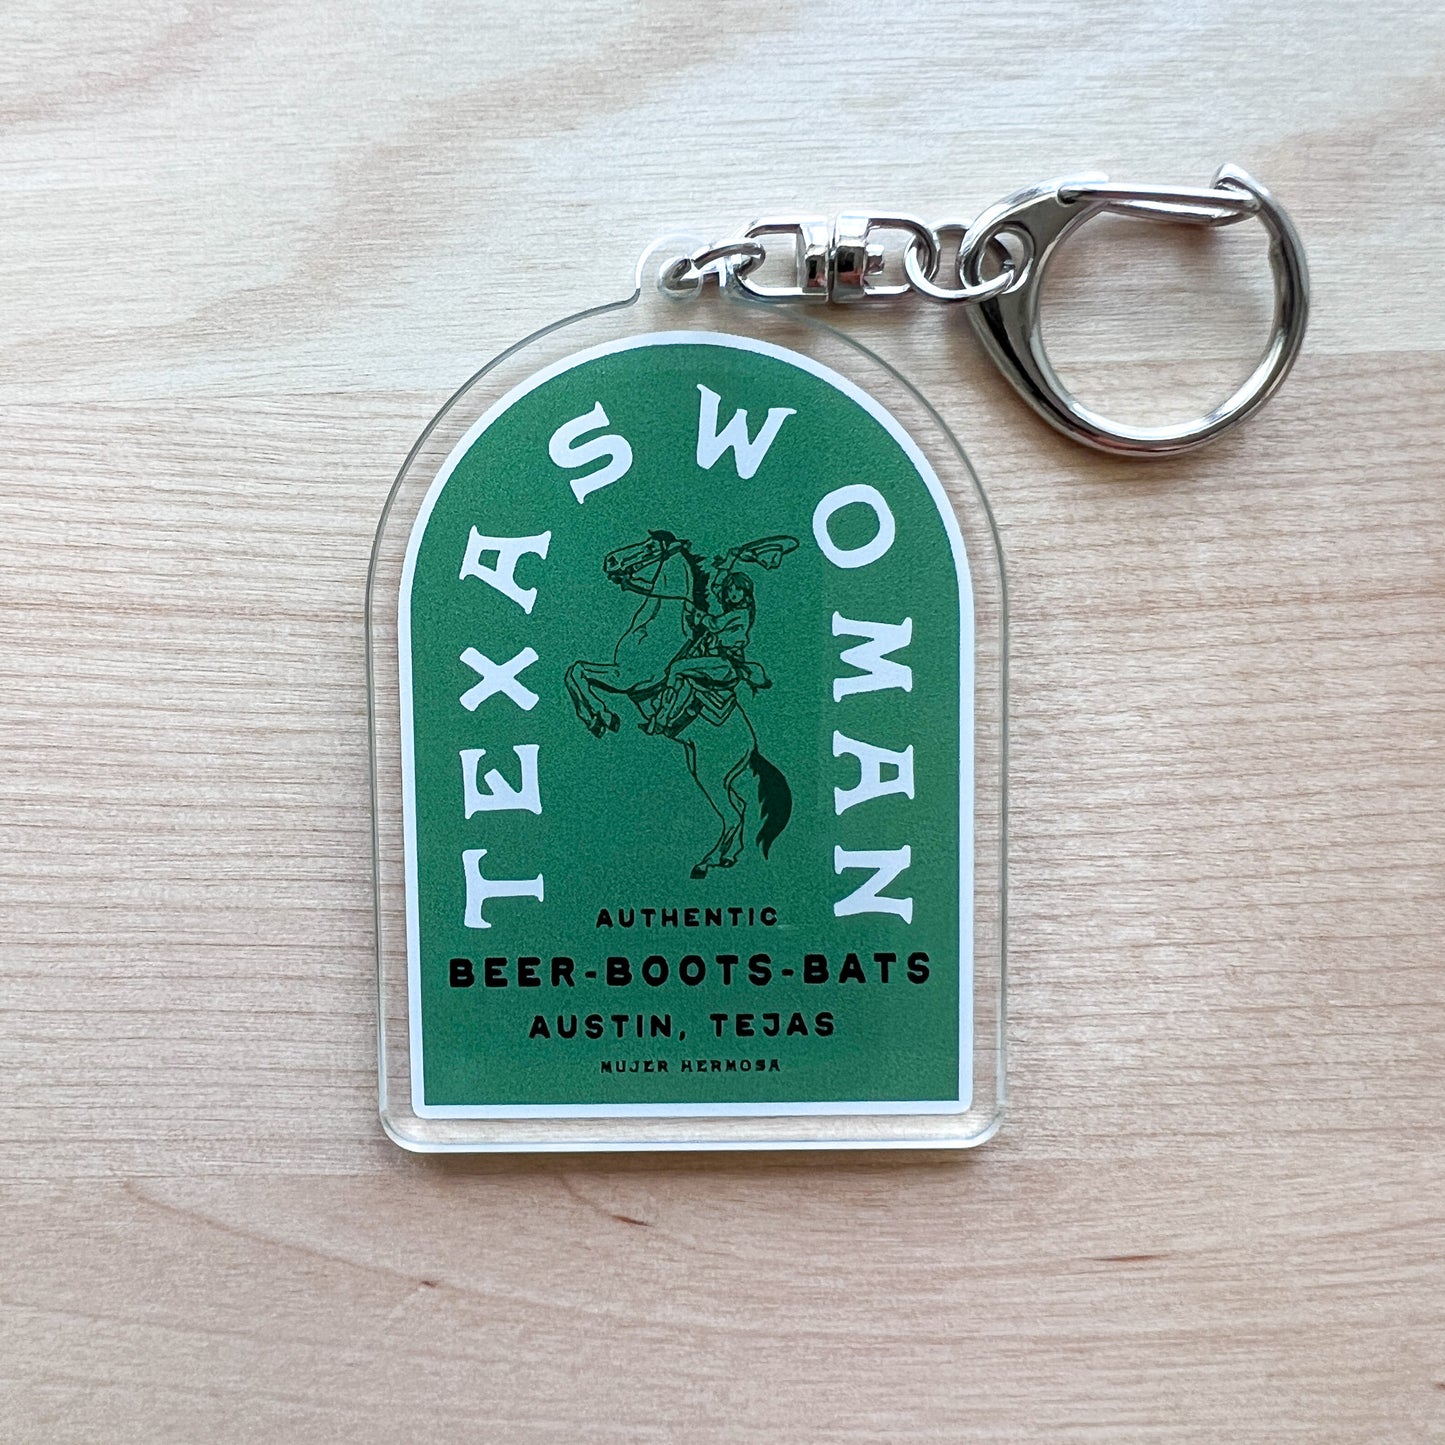 TEXAS WOMAN
AUTHENTIC
BEER-BOOTS-BATS
AUSTIN, TEJAS
MUJER HERMOSA